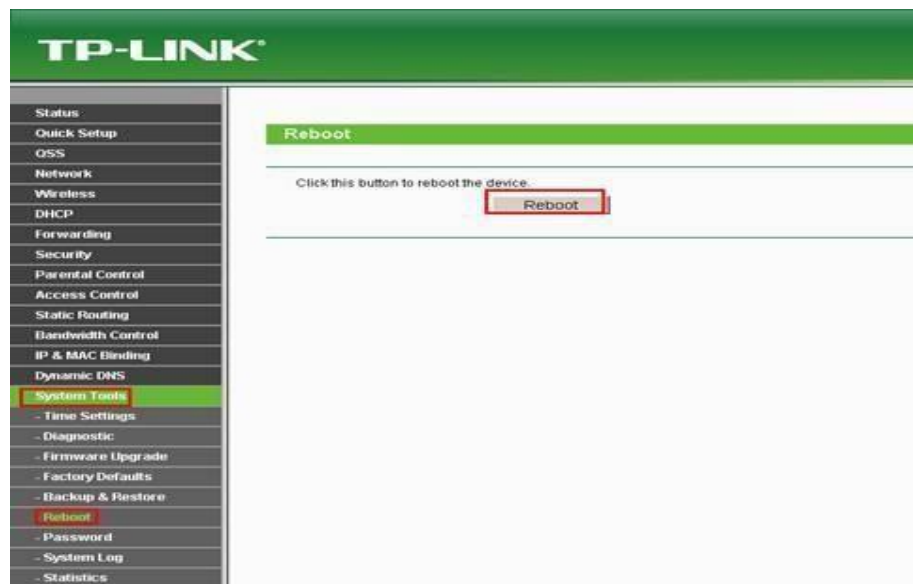 TP-LINK®
Status
Quick Setup
QSS
Network
Wireless
DHCP
Forwarding
Security
Parental Control
Access Control
Static Routing
Bandwidth Control
IP & MAC Binding
Dynamic DNS
System Tools
- Time Settings
- Diagnostic
- Firmware Upgrade
- Factory Defaults
- Backup & Restore
- Reboot
- Password
- System Log
- Statistics
Reboot
Click this button to reboot the device.
Reboot